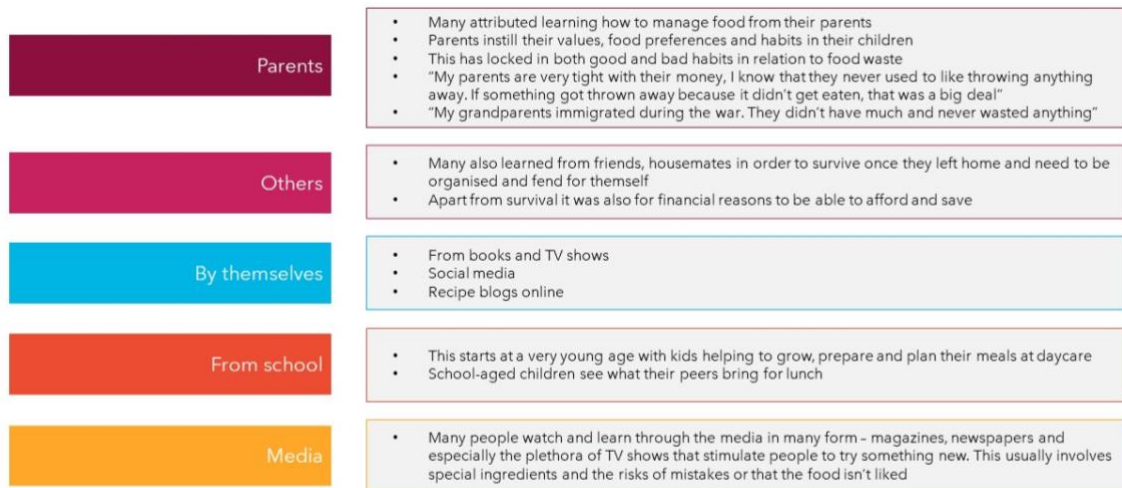 Parents
• Many attributed learning how to manage food from their parents
• Parents instill their values, food preferences and habits in their children
• This has locked in both good and bad habits in relation to food waste
• “My parents are very tight with their money, I know that they never used to like throwing anything
away. If something got thrown away because it didn’t get eaten, that was a big deal”
• “My grandparents immigrated during the war. They didn’t have much and never wasted anything”
Others
• Many also learned from friends, housemates in order to survive once they left home and need to be
organised and fend for themself
• Apart from survival it was also for financial reasons to be able to afford and save
By themselves
• From books and TV shows
• Social media
• Recipe blogs online
From school
• This starts at a very young age with kids helping to grow, prepare and plan their meals at daycare
• School-aged children see what their peers bring for lunch
Media
• Many people watch and learn through the media in many form – magazines, newspapers and
especially the plethora of TV shows that stimulate people to try something new. This usually involves
special ingredients and the risks of mistakes or that the food isn’t liked